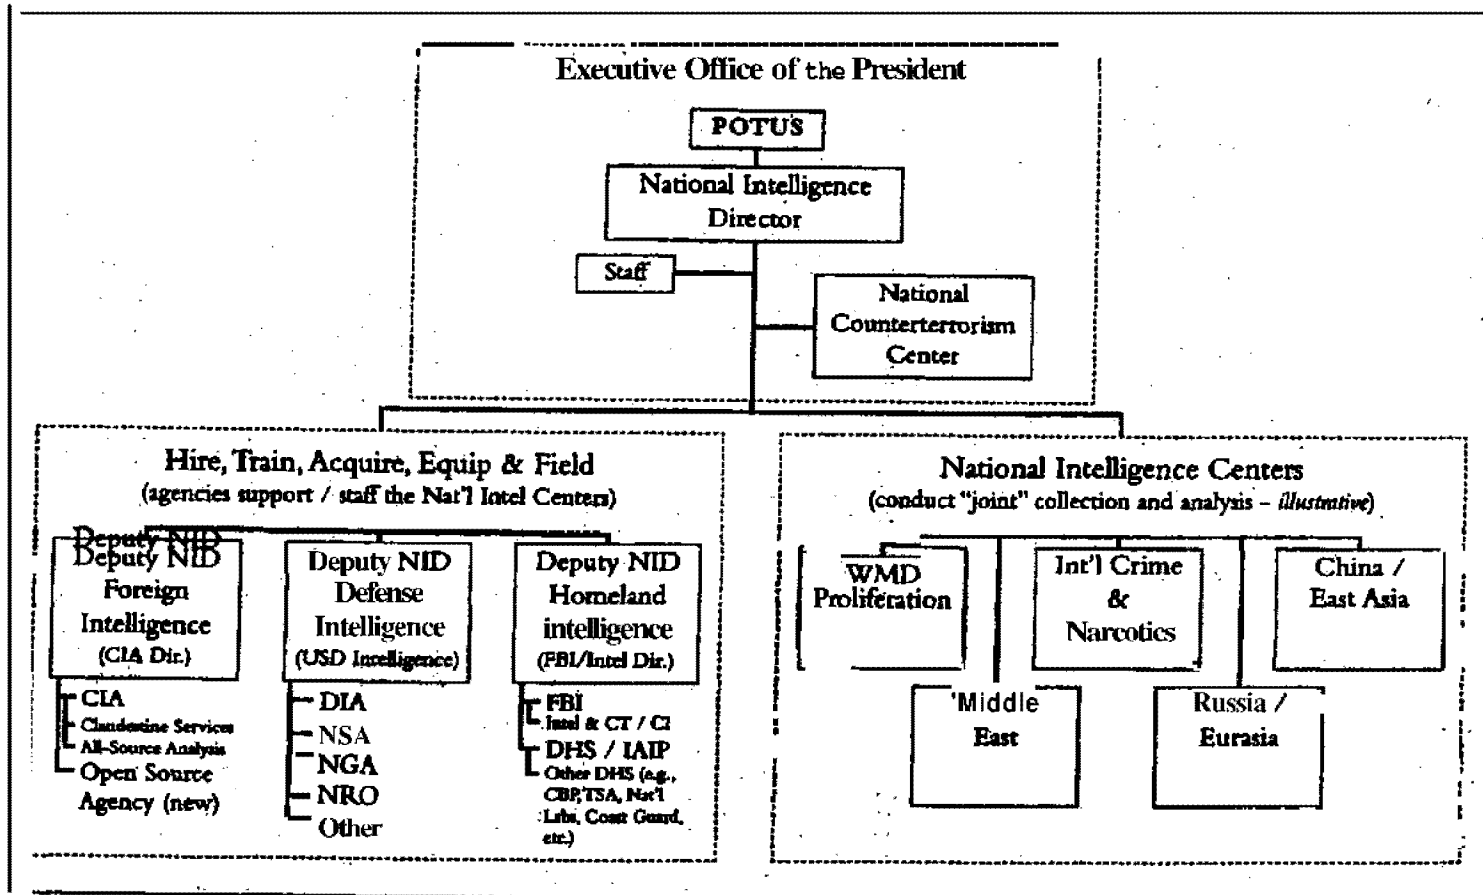 Executive Office of the President
POTUS
National Intelligence
Director
Staff
National
Counterterrorism
Center
Hire, Train, Acquire, Equip & Field
(agencies support / staff the Nat'l Intel Centers)
Deputy NID
Deputy NID
Foreign
Intelligence
(CIA Dir.)
CIA
Clandestine Services
All-Source Analysis
Open Source
Agency (new)
Deputy NID
Defense
Intelligence
(USD Intelligence)
DIA
NSA
NGA
NRO
Other
Deputy NID
Homeland
intelligence
(FBI/Intel Dir.)
FBI
Intel & CT / CI
DHS / IAIP
Other DHS (e.g.,
CBP, TSA, Nat'l
Labs, Coast Guard,
etc.)
National Intelligence Centers
(conduct "joint" collection and analysis – illustrative)
WMD
Proliferation
Int'l Crime
&
Narcotics
China /
East Asia
'Middle
East
Russia /
Eurasia